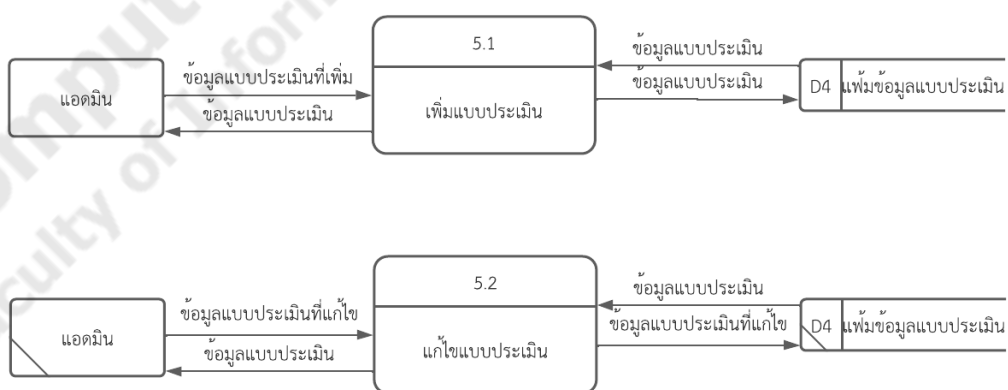 5.1
ข้อมูลแบบประเมิน
ข้อมูลแบบประเมินที่เพิ่ม
ข้อมูลแบบประเมิน
แอดมิน
เพิ่มแบบประเมิน
D4 แฟ้มข้อมูลแบบประเมิน
ข้อมูลแบบประเมิน
5.2
ข้อมูลแบบประเมิน
ข้อมูลแบบประเมินที่แก้ไข
ข้อมูลแบบประเมินที่แก้ไข
แอดมิน
แก้ไขแบบประเมิน
D4 แฟ้มข้อมูลแบบประเมิน
ข้อมูลแบบประเมิน